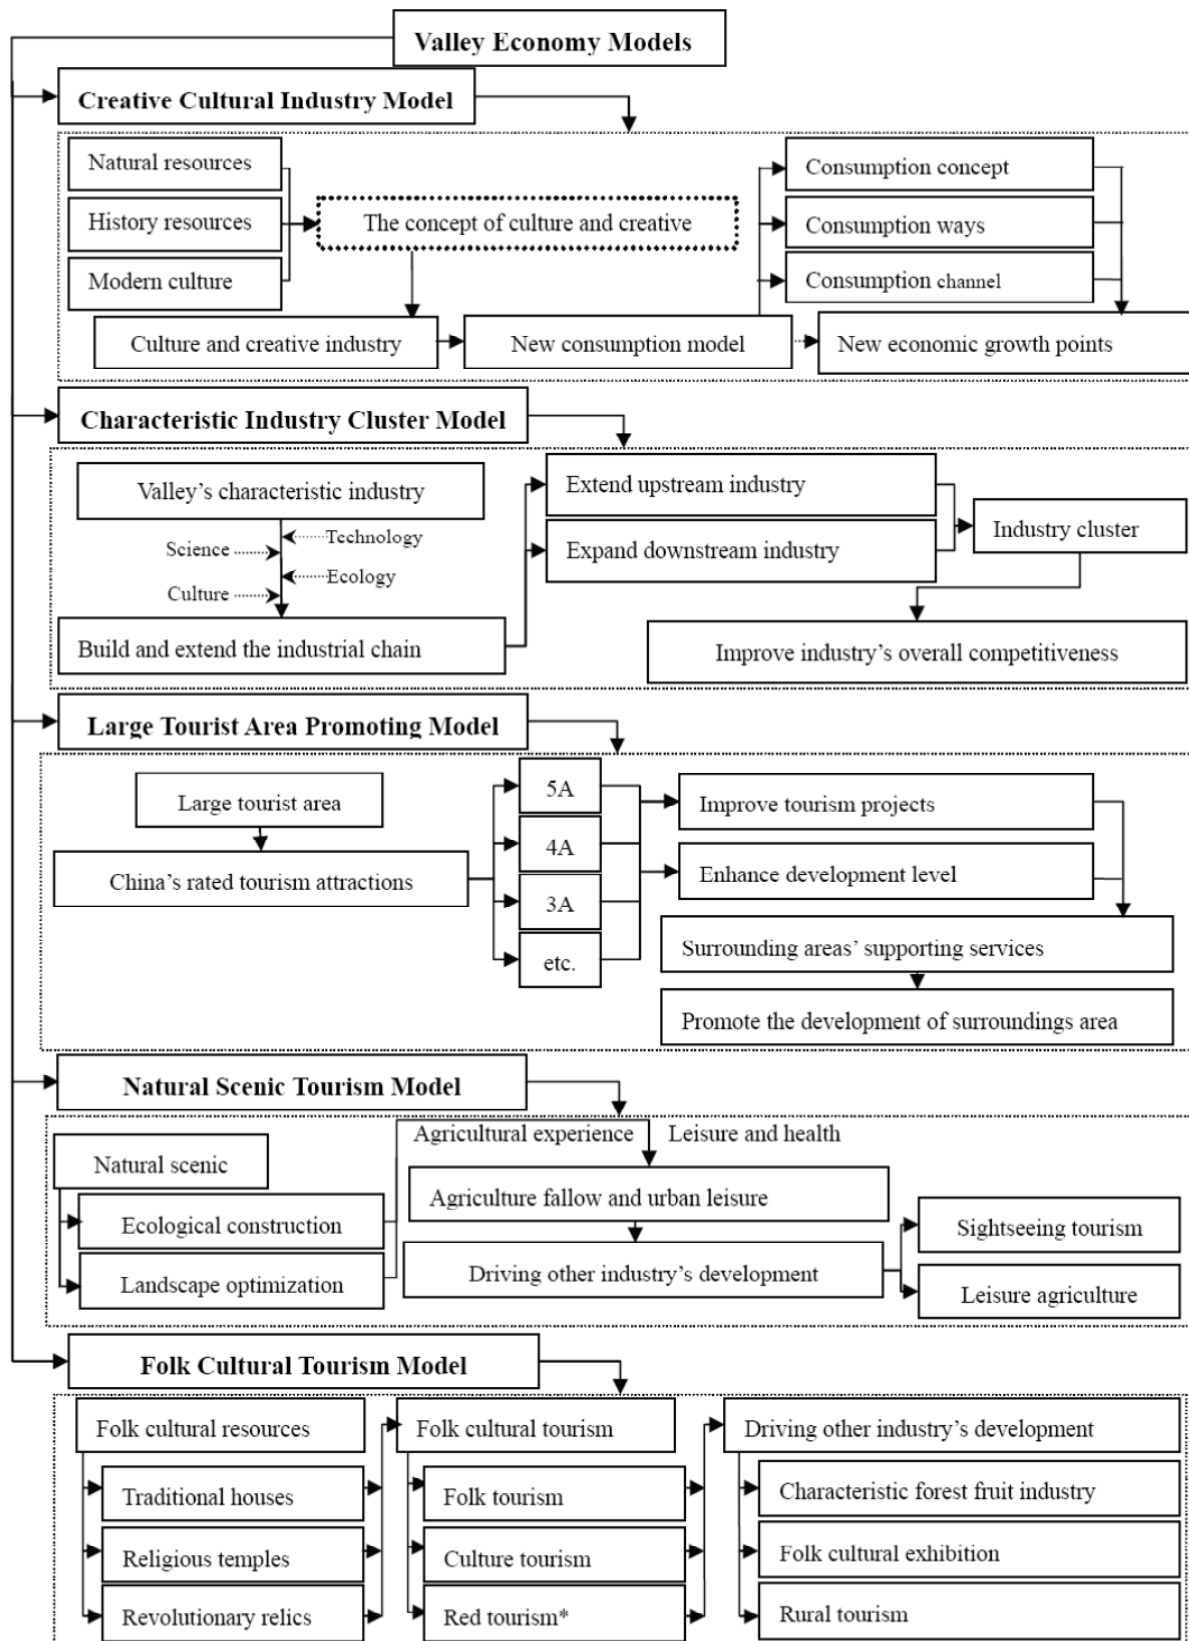 Valley Economy Models
Creative Cultural Industry Model
Natural resources
History resources
Modern culture
The concept of culture and creative
Consumption concept
Consumption ways
Consumption channel
Culture and creative industry
New consumption model
New economic growth points
Characteristic Industry Cluster Model
Valley's characteristic industry
Technology
Science
Ecology
Culture
Build and extend the industrial chain
Extend upstream industry
Expand downstream industry
Industry cluster
Improve industry's overall competitiveness
Large Tourist Area Promoting Model
Large tourist area
China's rated tourism attractions
5A
4A
3A
etc.
Improve tourism projects
Enhance development level
Surrounding areas' supporting services
Promote the development of surroundings area
Natural Scenic Tourism Model
Natural scenic
Ecological construction
Landscape optimization
Agricultural experience
Leisure and health
Agriculture fallow and urban leisure
Driving other industry's development
Sightseeing tourism
Leisure agriculture
Folk Cultural Tourism Model
Folk cultural resources
Traditional houses
Religious temples
Revolutionary relics
Folk cultural tourism
Folk tourism
Culture tourism
Red tourism*
Driving other industry's development
Characteristic forest fruit industry
Folk cultural exhibition
Rural tourism